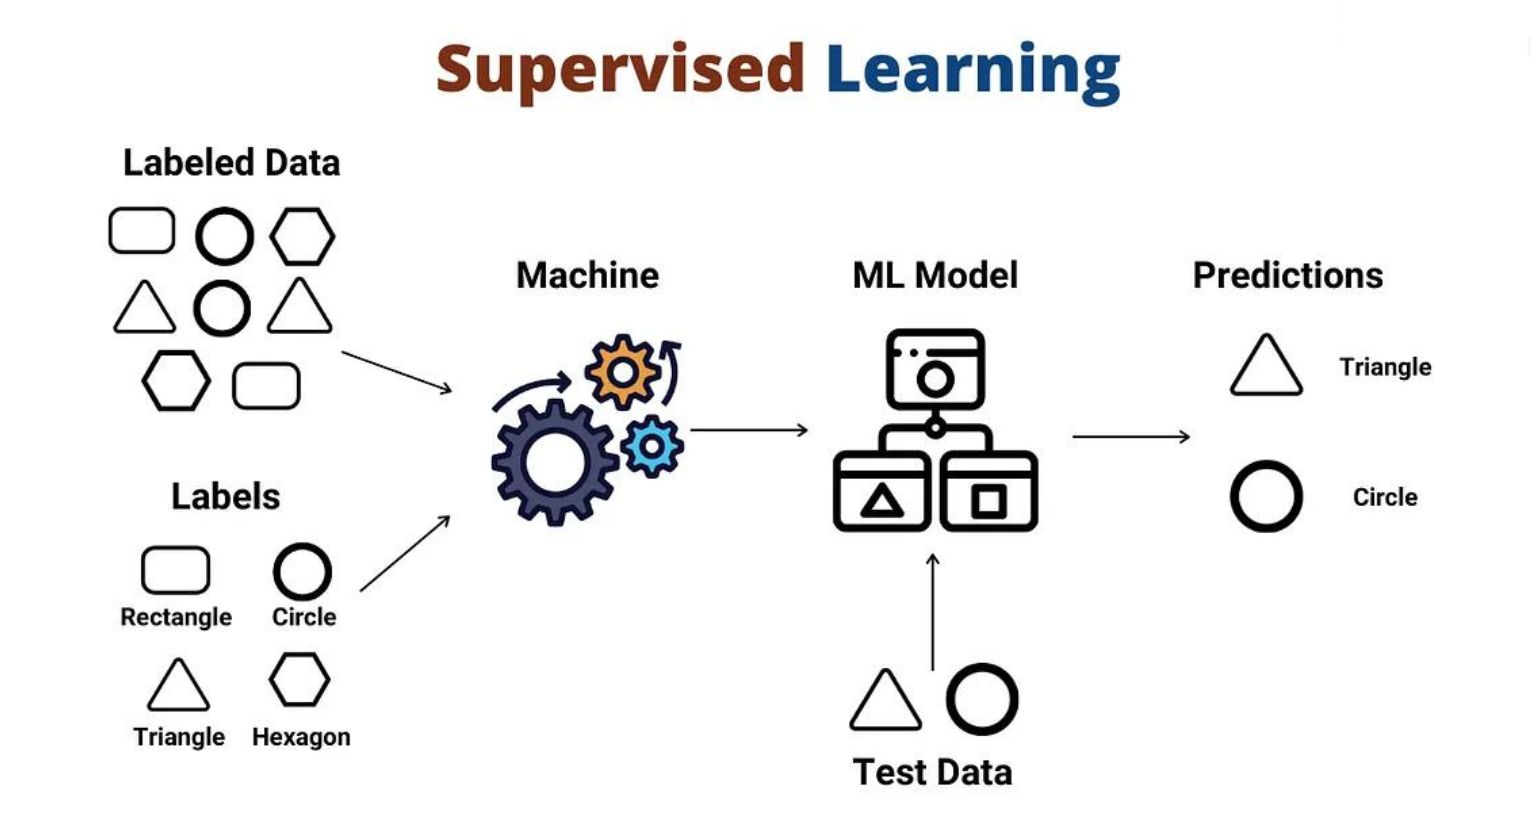 Supervised Learning
Labeled Data
Machine
ML Model
Predictions
Triangle
Circle
Labels
Rectangle
Circle
Triangle
Hexagon
Test Data